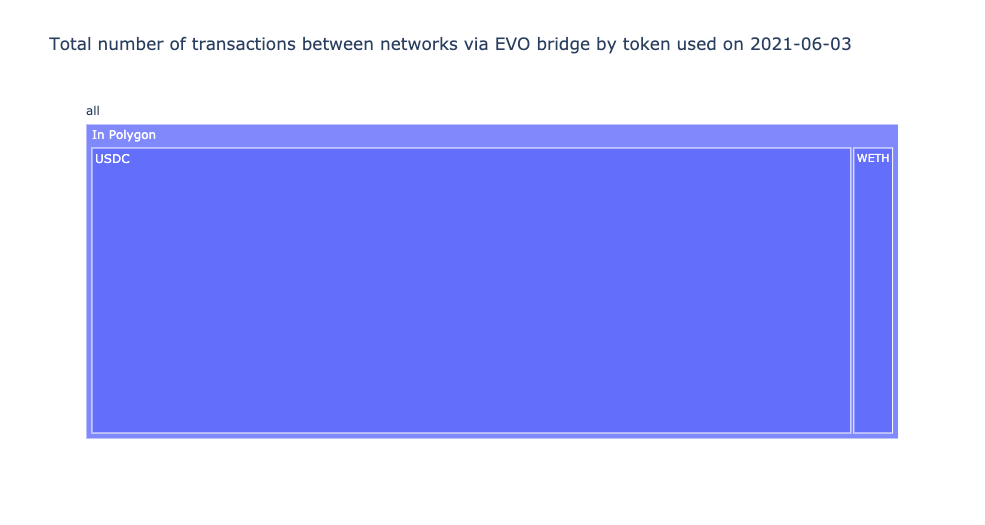 Total number of transactions between networks via EVO bridge by token used on 2021-06-03
all
In Polygon
USDC
WETH